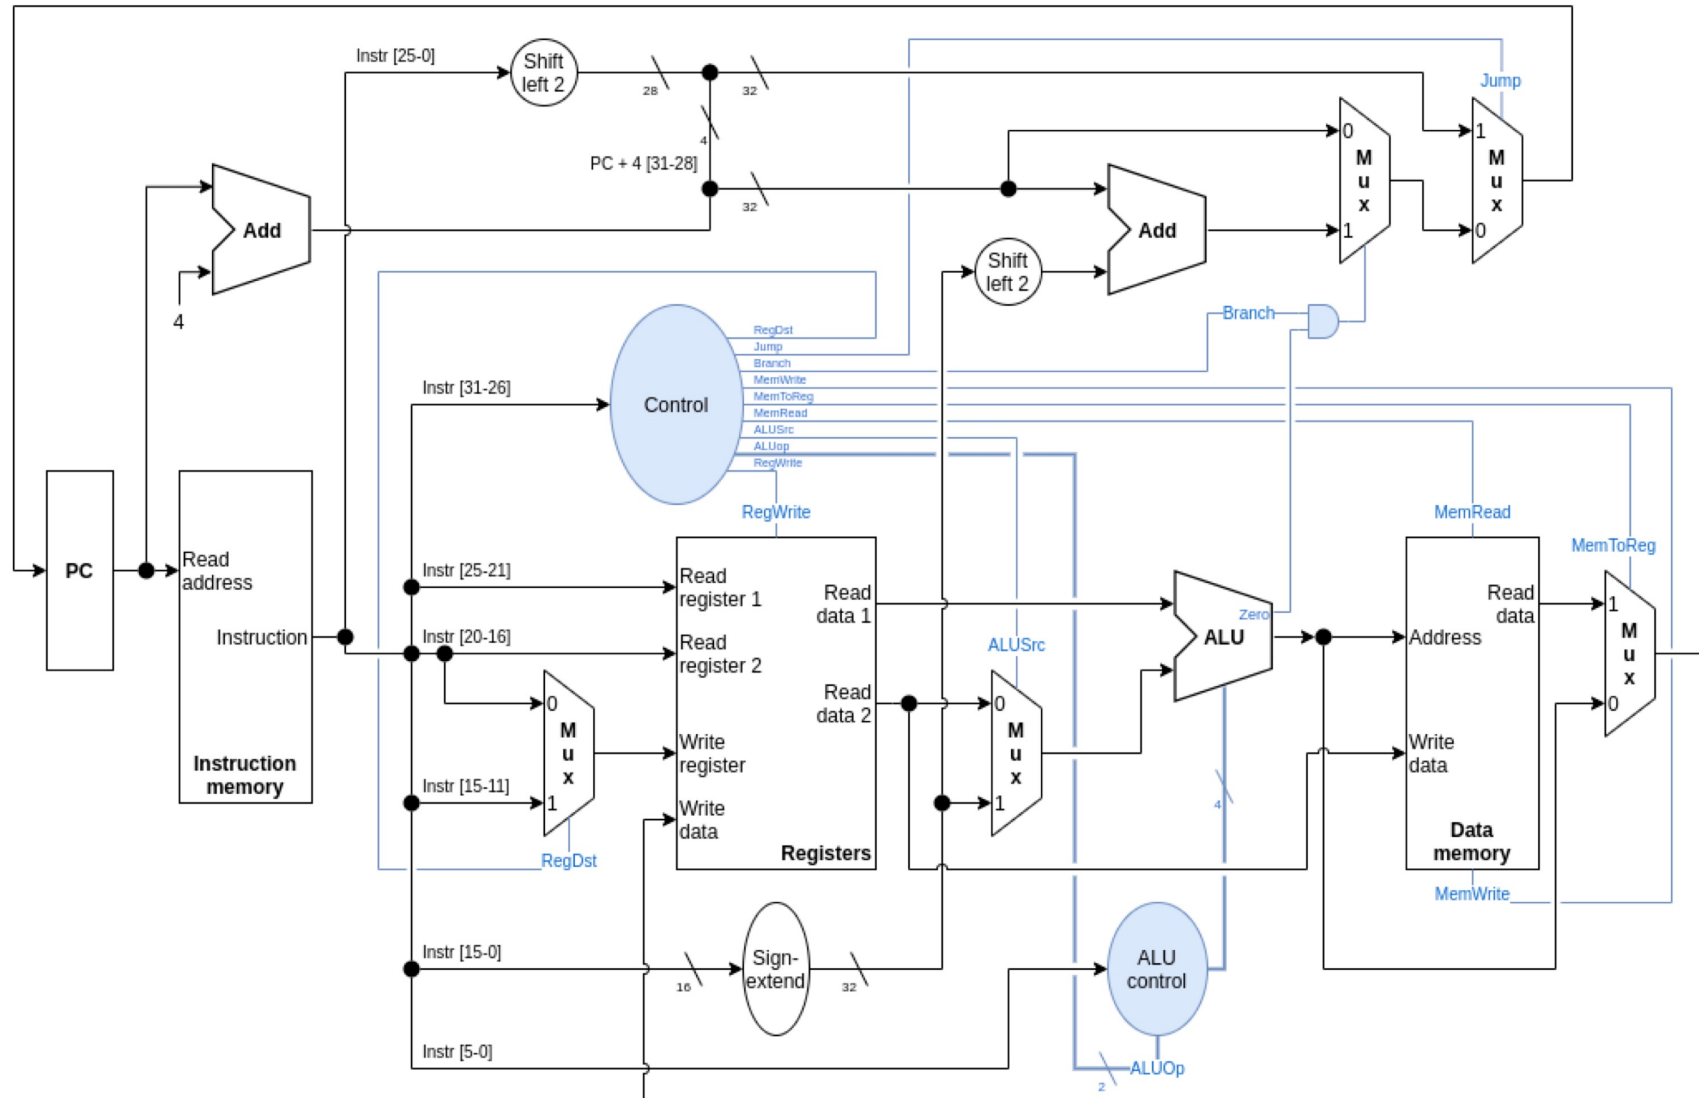 Instr [25-0]
Shift
left 2
28
32
Jump
4
PC + 4 [31-28]
32
0
M
u
x
1
1
M
u
x
0
Add
4
Add
Shift
left 2
Branch
RegDst
Jump
Branch
MemWrite
MemToReg
MemRead
ALUSrc
ALUop
RegWrite
Control
Instr [31-26]
RegWrite
MemRead
MemToReg
PC
Read
address
Instruction
Instruction
memory
Instr [25-21]
Instr [20-16]
Instr [15-11]
0
M
u
x
1
RegDst
Read
register 1
Read
register 2
Write
register
Write
data
Read
data 1
Read
data 2
Registers
ALUSrc
0
M
u
x
1
Zero
ALU
4
Address
Write
data
Read
data
Data
memory
MemWrite
1
M
u
x
0
Instr [15-0]
16
Sign-
extend
32
ALU
control
Instr [5-0]
2
ALUOp